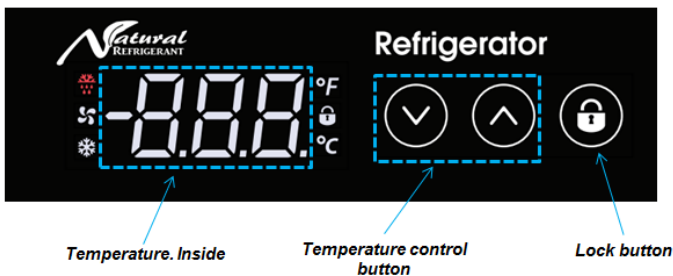 Natural
REFRIGERANT
Refrigerator
-8.8.8.
°F
°C
Temperature. Inside
Temperature control
button
Lock button